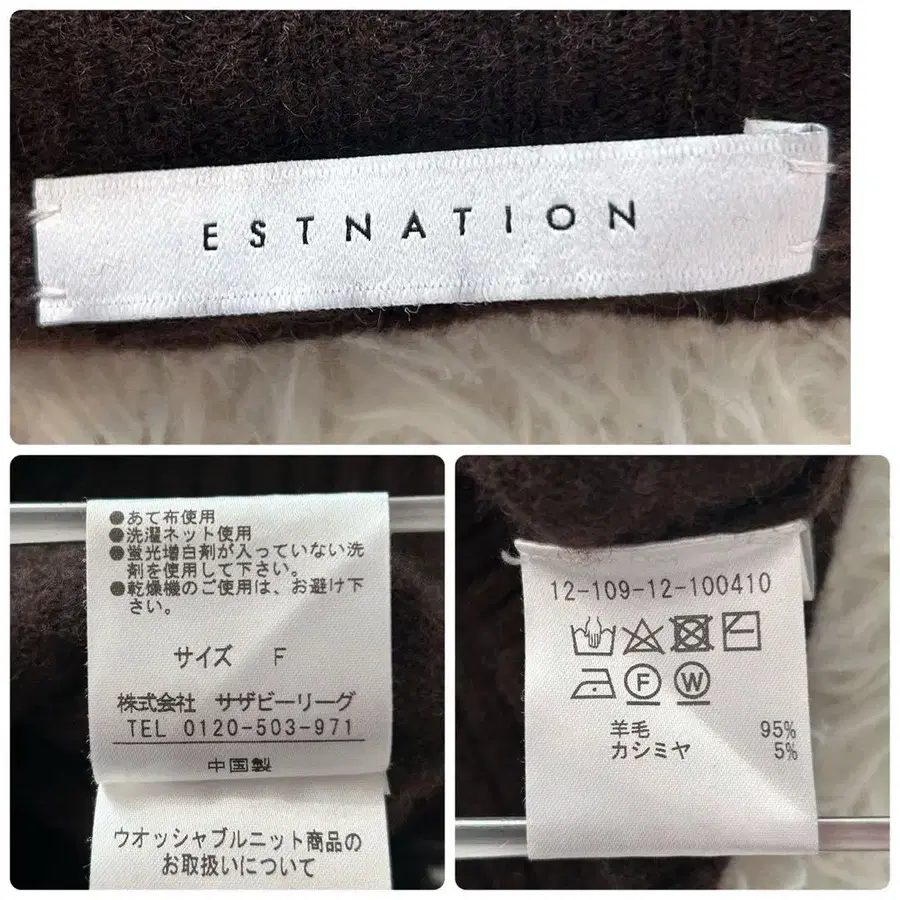 ESTNATION
●あて布使用
●洗濯ネット使用
●蛍光増白剤が入っていない洗
剤を使用して下さい。
●乾燥機のご使用は、お避け下
さい。
サイズ F
株式会社 サザビーリーグ
TEL 0120-503-971
中国製
ウオッシャブルニット商品の
お取扱いについて
12-109-12-100410
F W
羊毛 95%
カシミヤ 5%